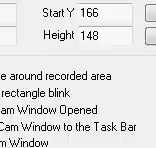 Start Y 166
Height 148
e around recorded area
rectangle blink
am Window Opened
Cam Window to the Task Bar
m Window